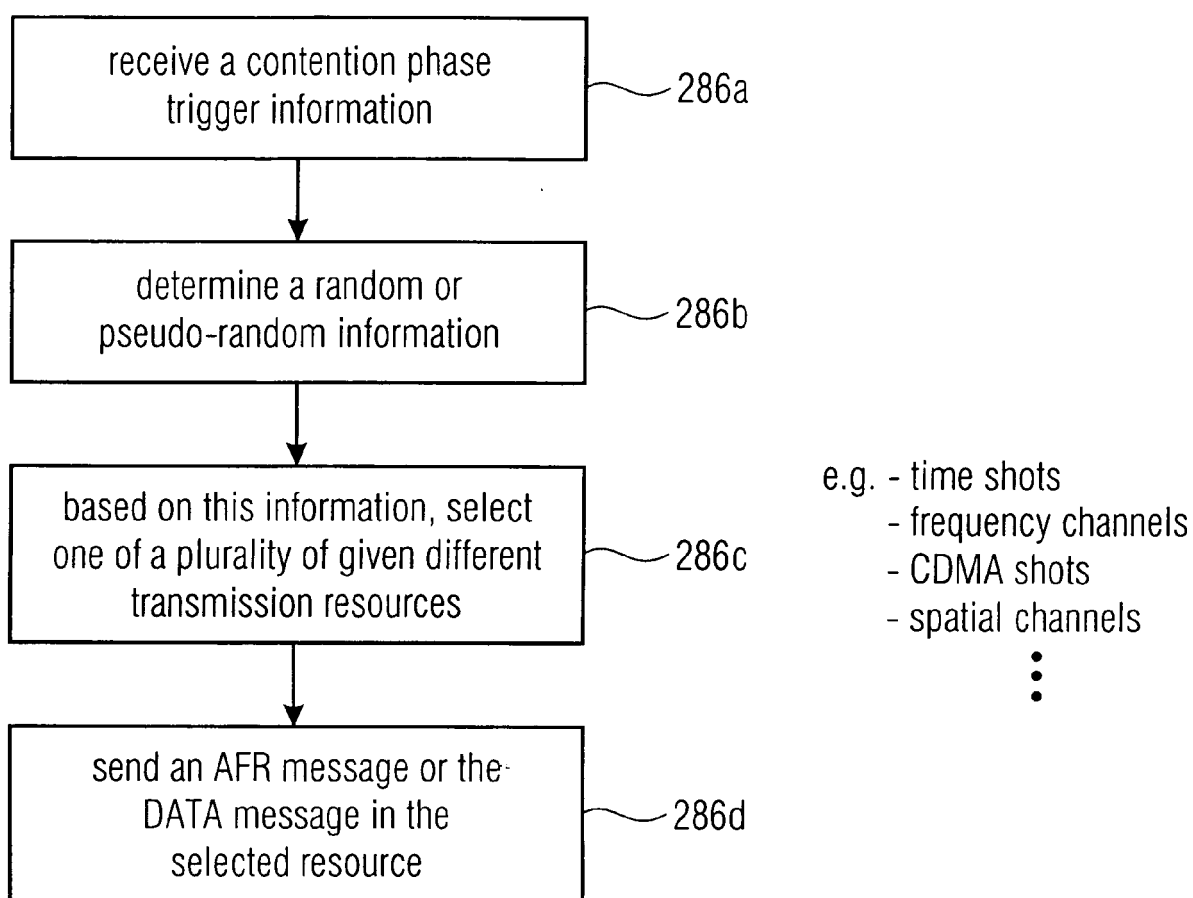 receive a contention phase
trigger information
286a
determine a random or
pseudo-random information
286b
based on this information, select
one of a plurality of given different
transmission resources
286c
e.g. - time shots
- frequency channels
- CDMA shots
- spatial channels
send an AFR message or the
DATA message in the
selected resource
286d